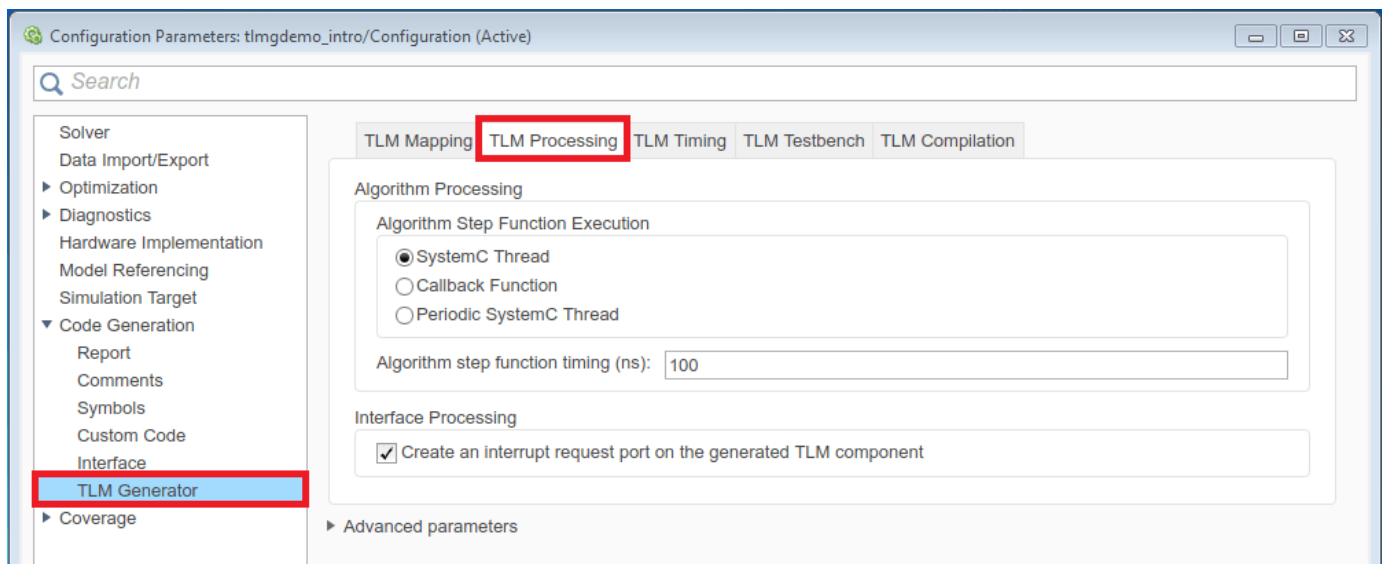 Configuration Parameters: tlmgdemo_intro/Configuration (Active)
Search
Solver
Data Import/Export
Optimization
Diagnostics
Hardware Implementation
Model Referencing
Simulation Target
Code Generation
Report
Comments
Symbols
Custom Code
Interface
TLM Generator
Coverage
TLM Mapping TLM Processing TLM Timing TLM Testbench TLM Compilation
Algorithm Processing
Algorithm Step Function Execution
SystemC Thread
Callback Function
Periodic SystemC Thread
Algorithm step function timing (ns): 100
Interface Processing
Create an interrupt request port on the generated TLM component
Advanced parameters